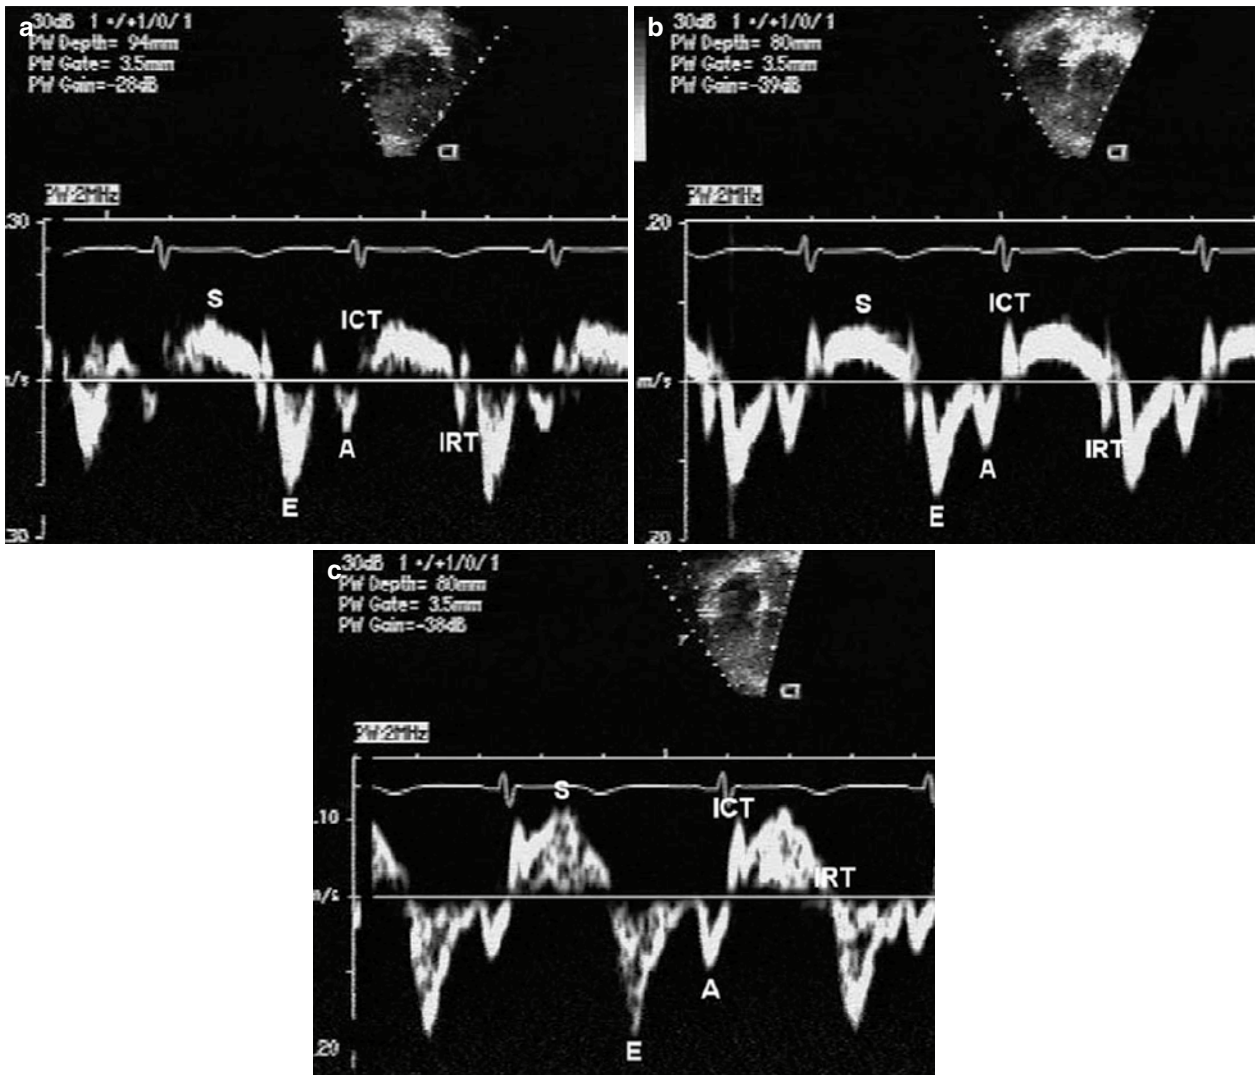 a
30dB 1 •/+1/0/1
PW Depth= 94mm
PW Gate= 3.5mm
PW Gain=-28dB
PW:2MHz
.30
S
ICT
m/s
A
IRT
E
.30
b
30dB 1 •/+1/0/1
PW Depth= 80mm
PW Gate= 3.5mm
PW Gain=-39dB
PW:2MHz
.20
S
ICT
m/s
A
IRT
E
.20
c
30dB 1 •/+1/0/1
PW Depth= 80mm
PW Gate= 3.5mm
PW Gain=-38dB
PW:2MHz
S
ICT
.10
IRT
m/s
A
E
.20